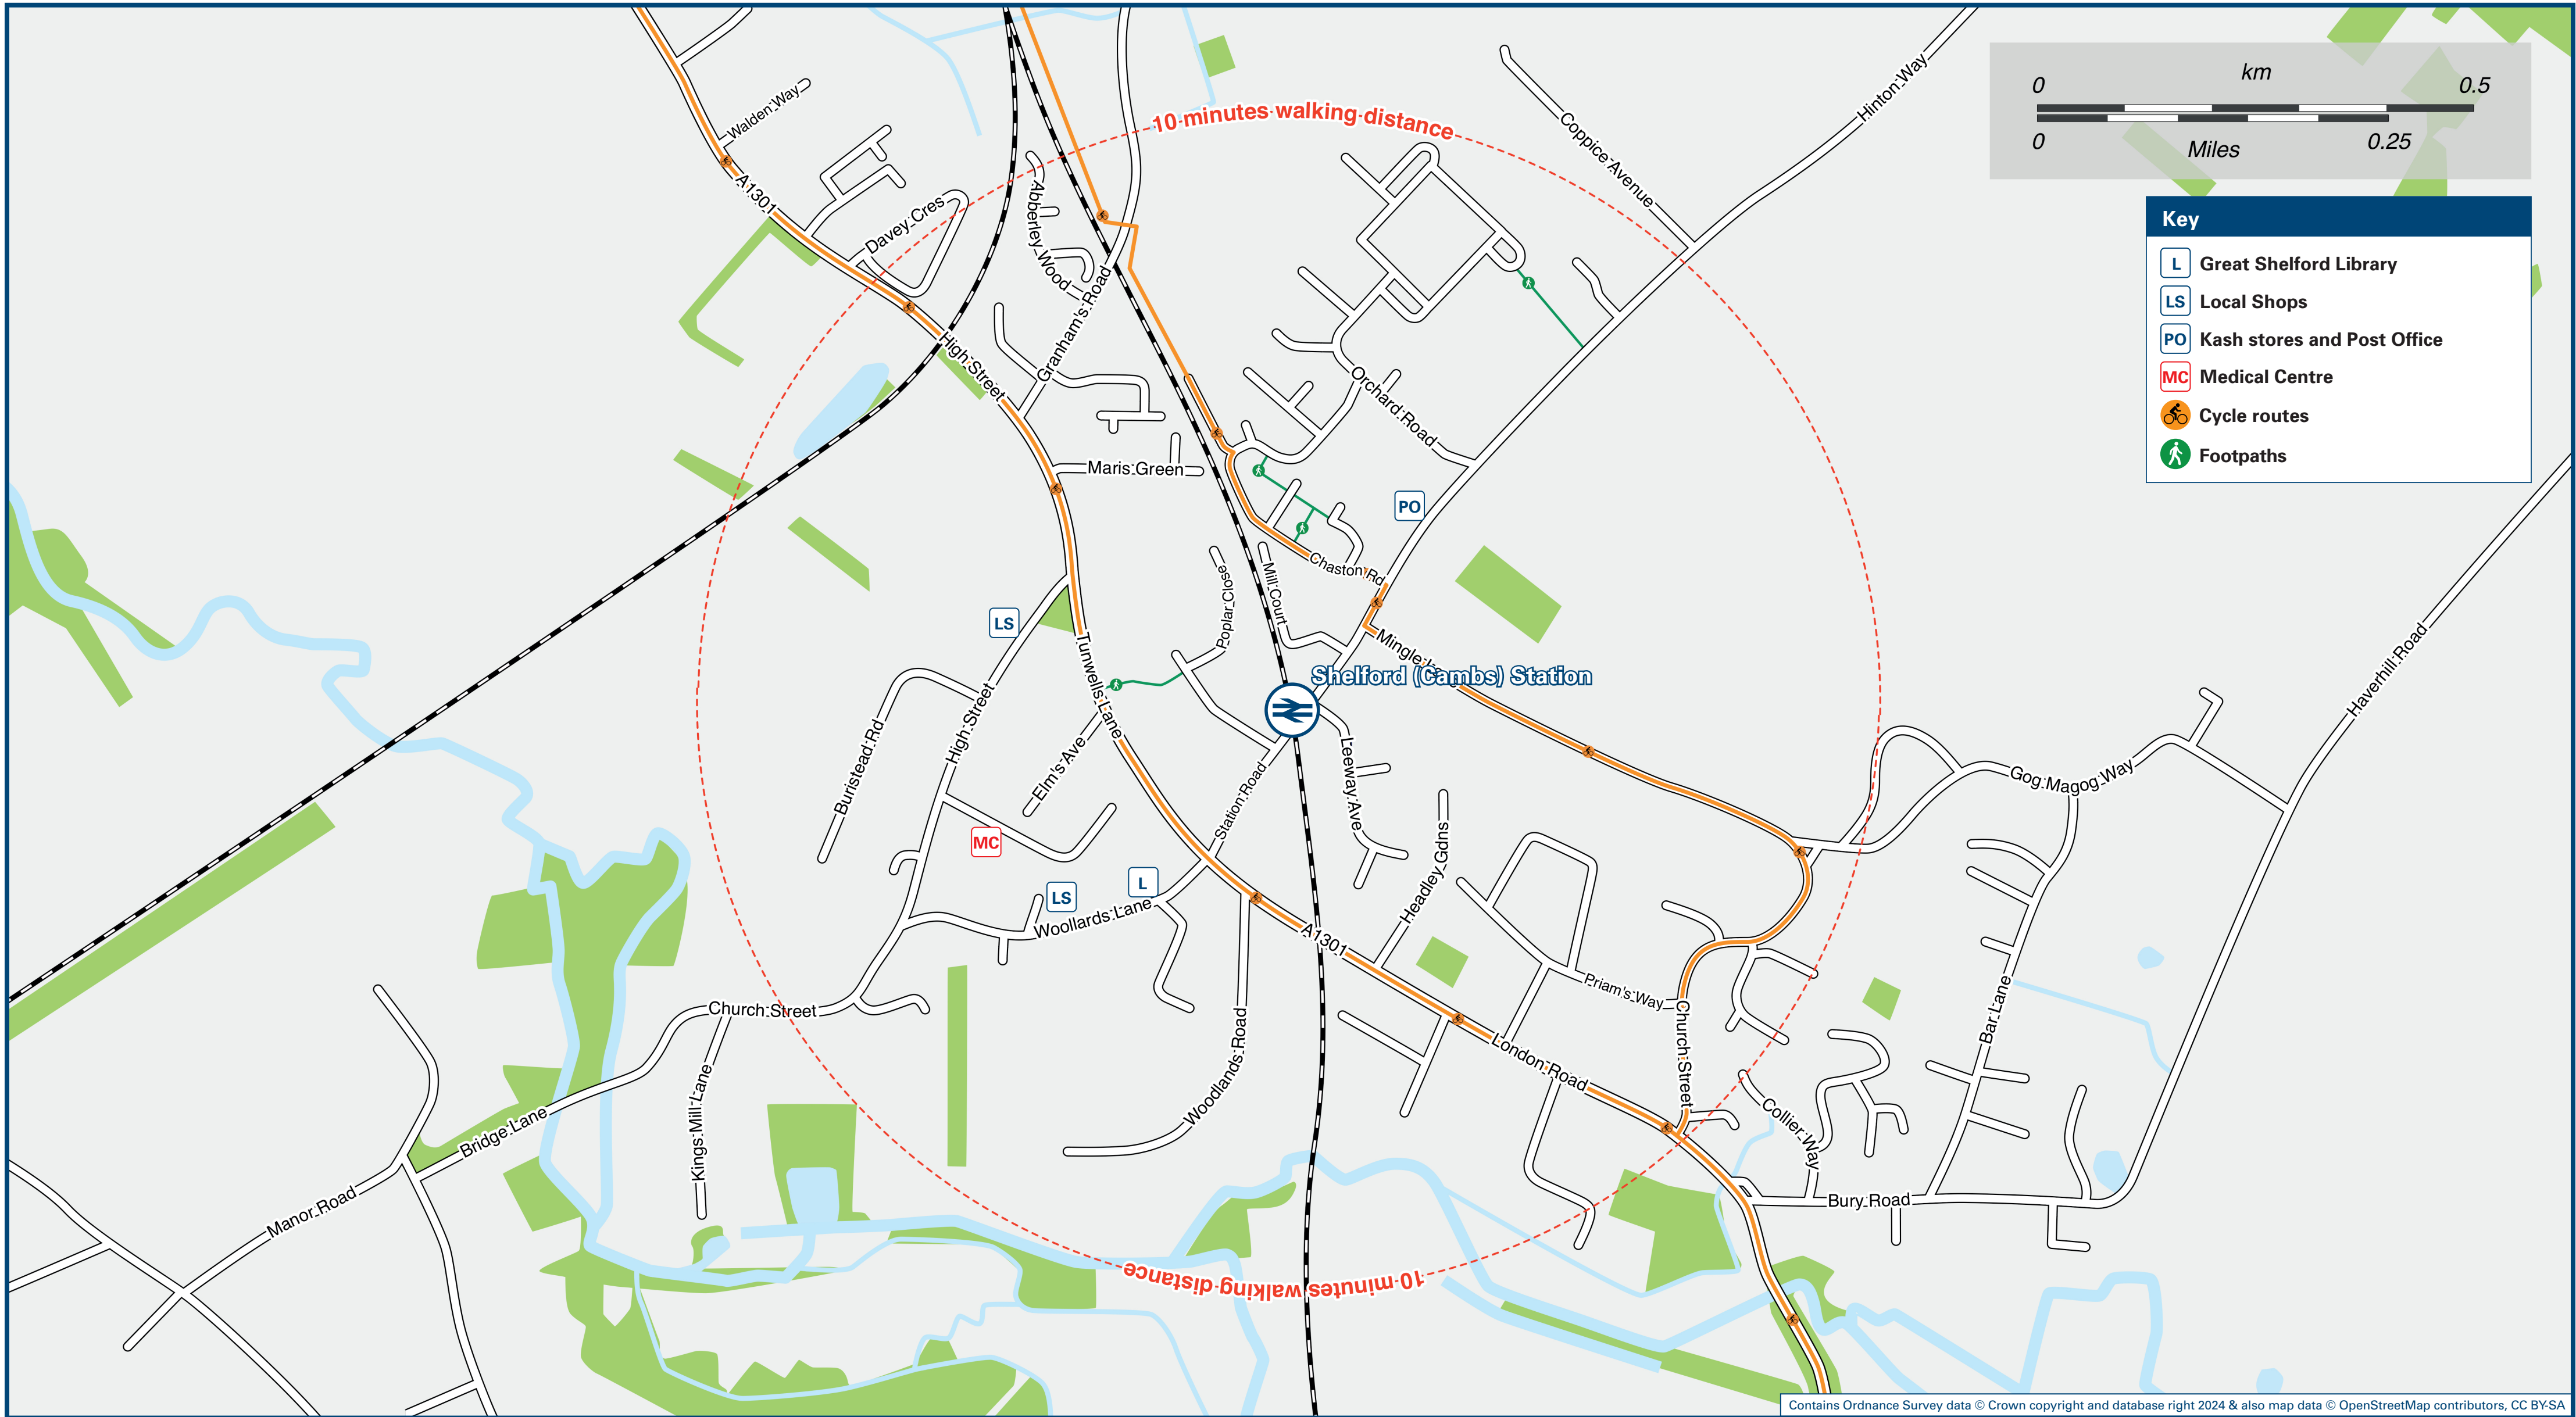 Walden Way
A1301
Davey Cres
Abberley Wood
Granham's Road
High Street
Maris Green
10 minutes walking distance
Coppice Avenue
Hinton Way
km
0
0.5
0
0.25
Miles
Key
L Great Shelford Library
LS Local Shops
PO Kash stores and Post Office
MC Medical Centre
Cycle routes
Footpaths
Orchard Road
PO
Chaston Rd
Mill Court
Poplar Close
LS
Tunwells Lane
Mingle
Shelford (Cambs) Station
Haverhill Road
High Street
Buristead Rd
Elm's Ave
Station Road
Leeway Ave
Gog Magog Way
MC
LS
L
Woollards Lane
Headley Gdns
A1301
Priam's Way
Church Street
Church Street
Bar Lane
London Road
Woodlands Road
Kings Mill Lane
Bridge Lane
Manor Road
Collier Way
Bury Road
10 minutes walking distance
Contains Ordnance Survey data © Crown copyright and database right 2024 & also map data © OpenStreetMap contributors, CC BY-SA